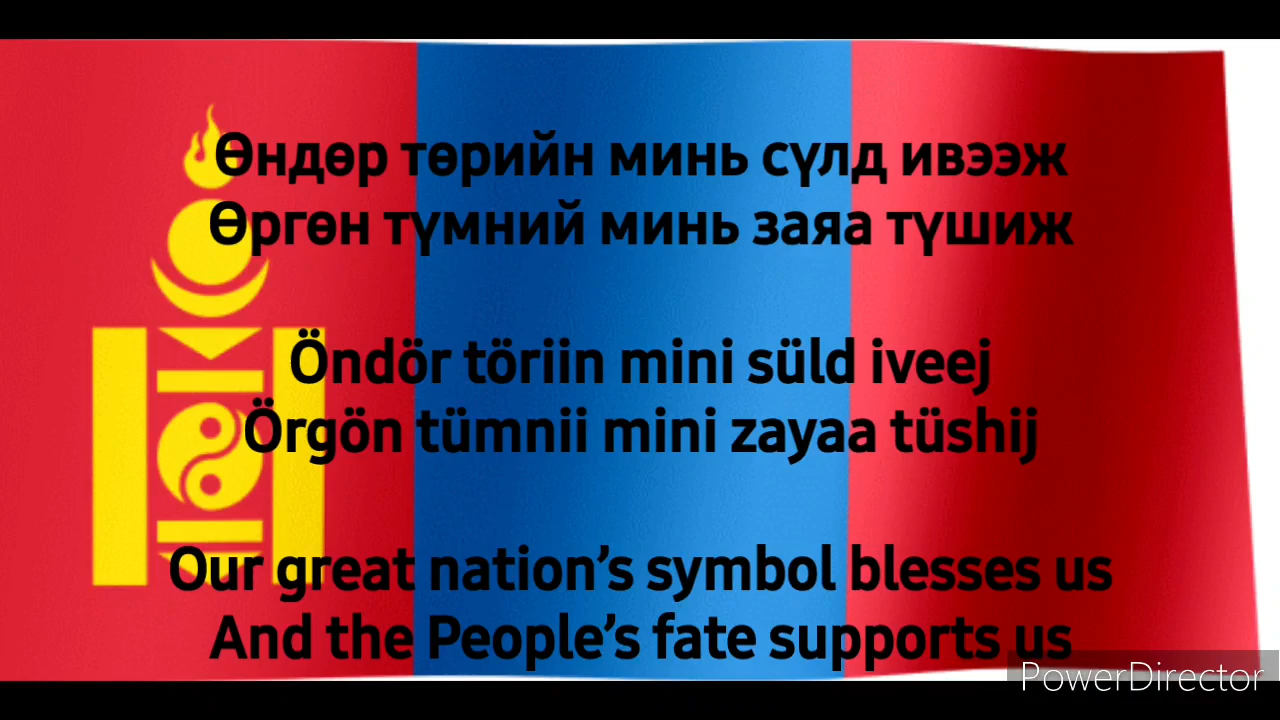 Өндөр төрийн минь сүлд ивээж
Өргөн түмний минь заяа түшиж
Öndör töriin mini süld iveej
Örgön tümnii mini zayaa tüshij
Our great nation’s symbol blesses us
And the People’s fate supports us
PowerDirector